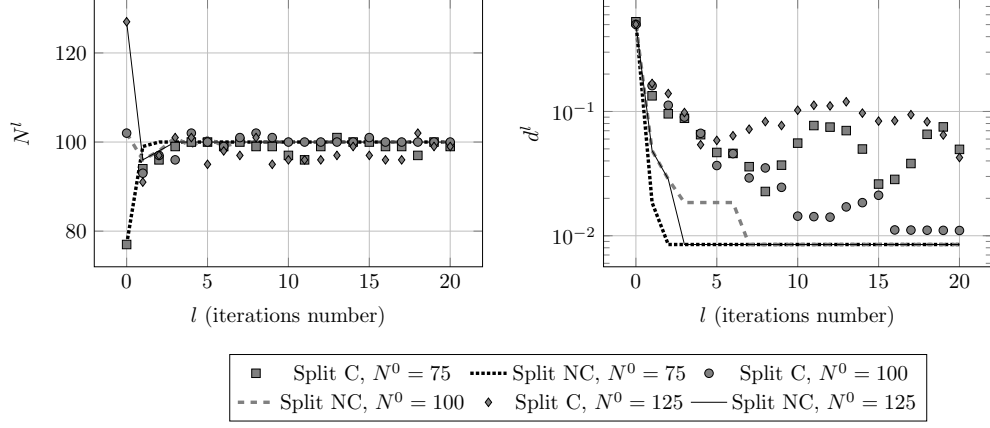 120
100
80
N^l
0 5 10 15 20
l (iterations number)
10^{-1}
10^{-2}
d^l
0 5 10 15 20
l (iterations number)
Split C, N^0 = 75 Split NC, N^0 = 75 Split C, N^0 = 100
Split NC, N^0 = 100 Split C, N^0 = 125 Split NC, N^0 = 125